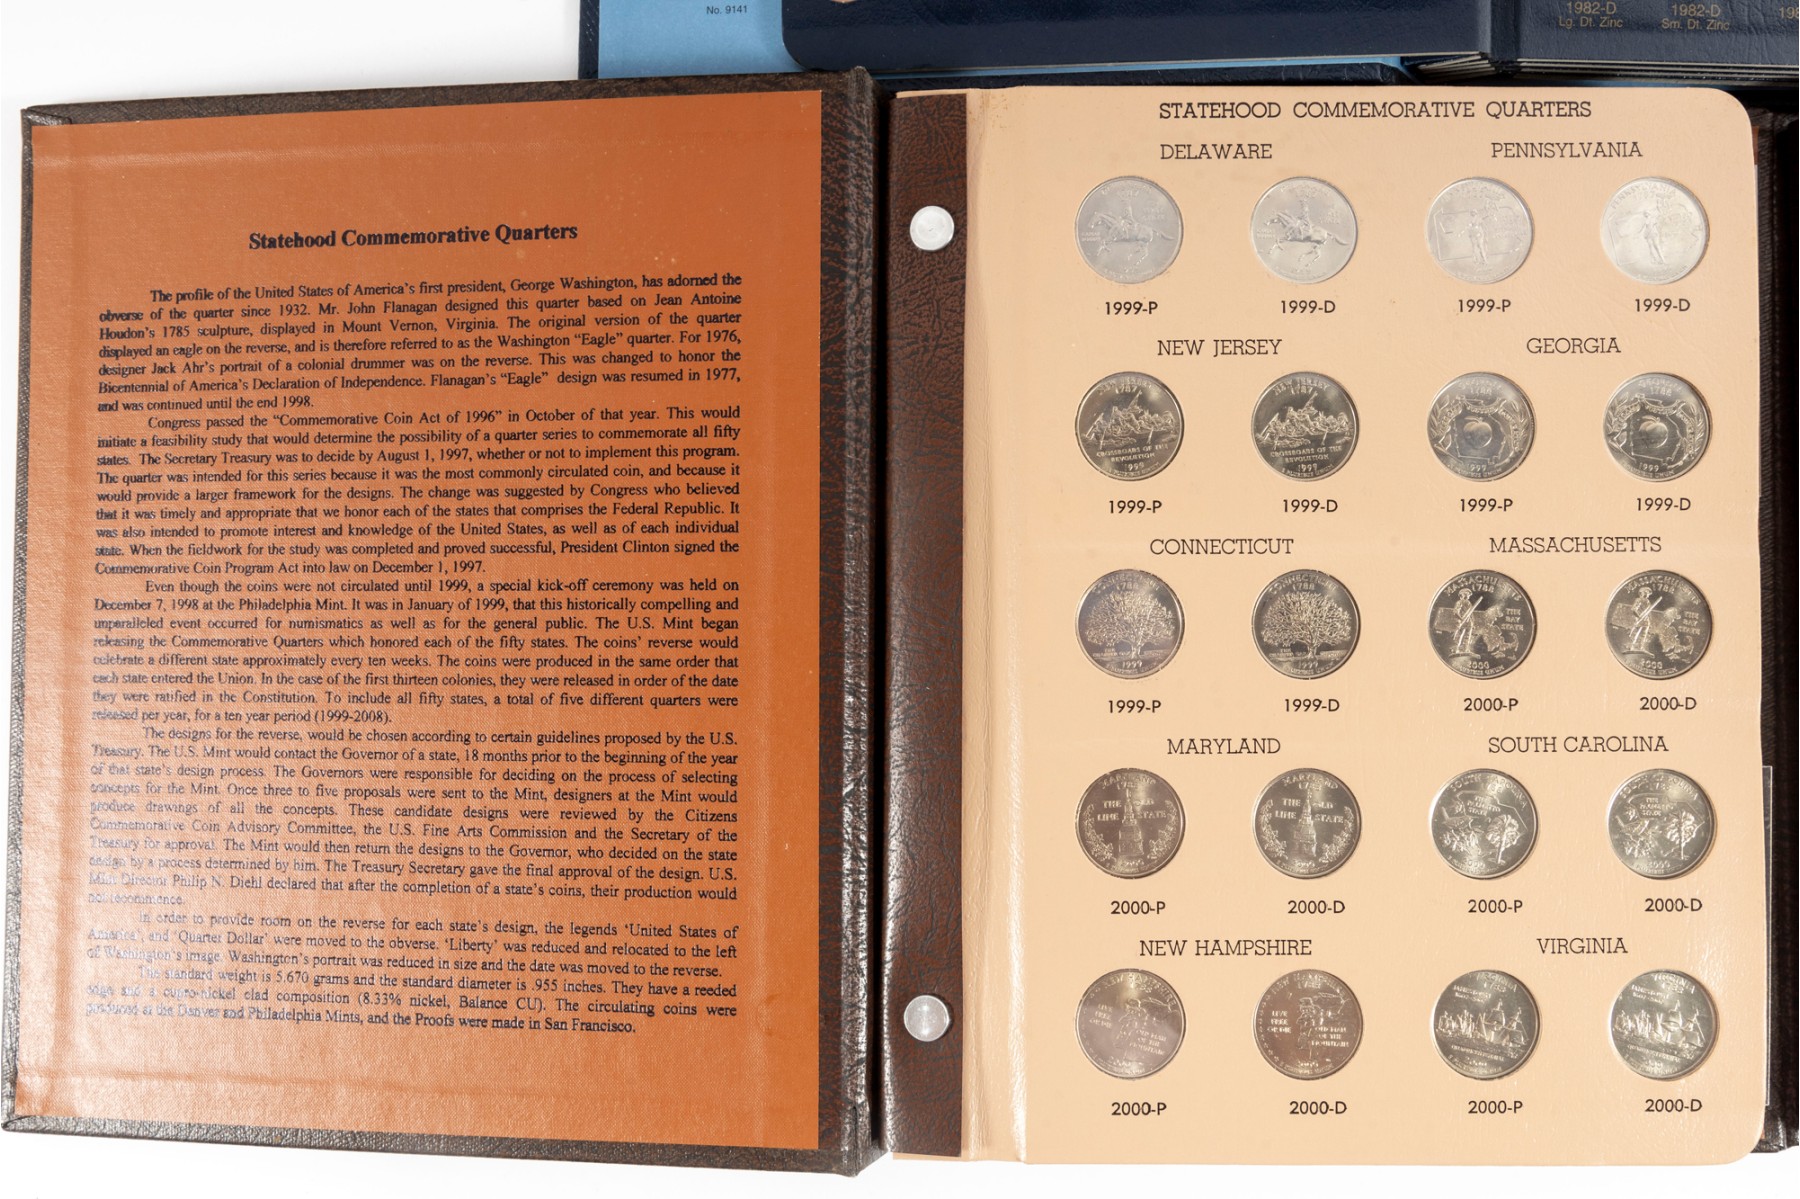 No. 9141
1982-D
Lg. Dt. Zinc
1982-D
Sm. Dt. Zinc
Statehood Commemorative Quarters
The profile of the United States of America's first president, George Washington, has adorned the
obverse of the quarter since 1932. Mr. John Flanagan designed this quarter based on Jean Antoine
Houdon's 1785 sculpture, displayed in Mount Vernon, Virginia. The original version of the quarter
displayed an eagle on the reverse, and is therefore referred to as the Washington "Eagle" quarter. For 1976,
designer Jack Ahr's portrait of a colonial drummer was on the reverse. This was changed to honor the
Bicentennial of America's Declaration of Independence. Flanagan's "Eagle" design was resumed in 1977,
and was continued until the end 1998.
Congress passed the "Commemorative Coin Act of 1996" in October of that year. This would
initiate a feasibility study that would determine the possibility of a quarter series to commemorate all fifty
states. The Secretary Treasury was to decide by August 1, 1997, whether or not to implement this program.
The quarter was intended for this series because it was the most commonly circulated coin, and because it
would provide a larger framework for the designs. The change was suggested by Congress who believed
that it was timely and appropriate that we honor each of the states that comprises the Federal Republic. It
was also intended to promote interest and knowledge of the United States, as well as of each individual
state. When the fieldwork for the study was completed and proved successful, President Clinton signed the
Commemorative Coin Program Act into law on December 1, 1997.
Even though the coins were not circulated until 1999, a special kick-off ceremony was held on
December 7, 1998 at the Philadelphia Mint. It was in January of 1999, that this historically compelling and
unparalleled event occurred for numismatics as well as for the general public. The U.S. Mint began
releasing the Commemorative Quarters which honored each of the fifty states. The coins' reverse would
celebrate a different state approximately every ten weeks. The coins were produced in the same order that
each state entered the Union. In the case of the first thirteen colonies, they were released in order of the date
they were ratified in the Constitution. To include all fifty states, a total of five different quarters were
released per year, for a ten year period (1999-2008).
The designs for the reverse, would be chosen according to certain guidelines proposed by the U.S.
Treasury. The U.S. Mint would contact the Governor of a state, 18 months prior to the beginning of the year
of that state's design process. The Governors were responsible for deciding on the process of selecting
concepts for the Mint. Once three to five proposals were sent to the Mint, designers at the Mint would
produce drawings of all the concepts. These candidate designs were reviewed by the Citizens
Commemorative Coin Advisory Committee, the U.S. Fine Arts Commission and the Secretary of the
Treasury for approval. The Mint would then return the designs to the Governor, who decided on the state
design by a process determined by him. The Treasury Secretary gave the final approval of the design. U.S.
Mint Director Philip N. Diehl declared that after the completion of a state's coins, their production would
not recommence.
In order to provide room on the reverse for each state's design, the legends 'United States of
America', and 'Quarter Dollar' were moved to the obverse. 'Liberty' was reduced and relocated to the left
of Washington's image. Washington's portrait was reduced in size and the date was moved to the reverse.
The standard weight is 5.670 grams and the standard diameter is .955 inches. They have a reeded
edge and a cupro-nickel clad composition (8.33% nickel, Balance CU). The circulating coins were
produced at the Denver and Philadelphia Mints, and the Proofs were made in San Francisco.
STATEHOOD COMMEMORATIVE QUARTERS
DELAWARE PENNSYLVANIA
1999-P 1999-D 1999-P 1999-D
NEW JERSEY GEORGIA
NEW JERSEY
1787
CROSSROADS OF THE
REVOLUTION
1999
1999-P 1999-D 1999-P 1999-D
CONNECTICUT MASSACHUSETTS
CONNECTICUT
1788
1999
MASSACHUSETTS
1788
THE
BAY
STATE
2000
1999-P 1999-D 2000-P 2000-D
MARYLAND SOUTH CAROLINA
MARYLAND
THE OLD
LINE STATE
2000-P 2000-D 2000-P 2000-D
NEW HAMPSHIRE VIRGINIA
LIVE
FREE
OR DIE
2000-P 2000-D 2000-P 2000-D